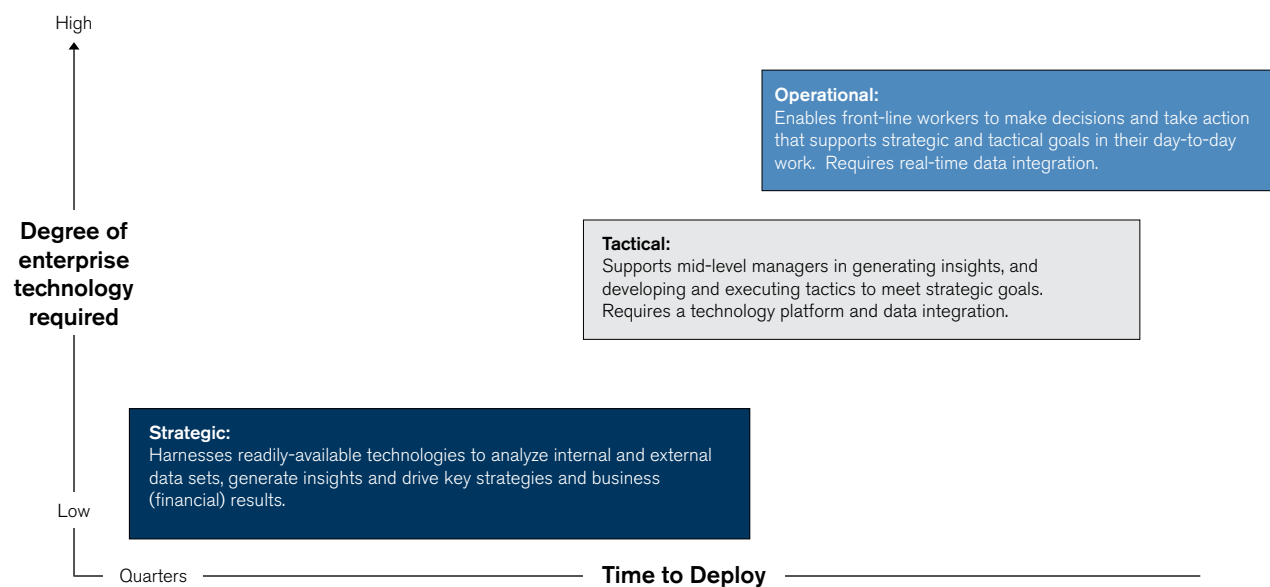 High
Operational:
Enables front-line workers to make decisions and take action
that supports strategic and tactical goals in their day-to-day
work.  Requires real-time data integration.
Degree of
enterprise
technology
required
Tactical:
Supports mid-level managers in generating insights, and
developing and executing tactics to meet strategic goals.
Requires a technology platform and data integration.
Strategic:
Harnesses readily-available technologies to analyze internal and external
data sets, generate insights and drive key strategies and business
(financial) results.
Low
Quarters
Time to Deploy